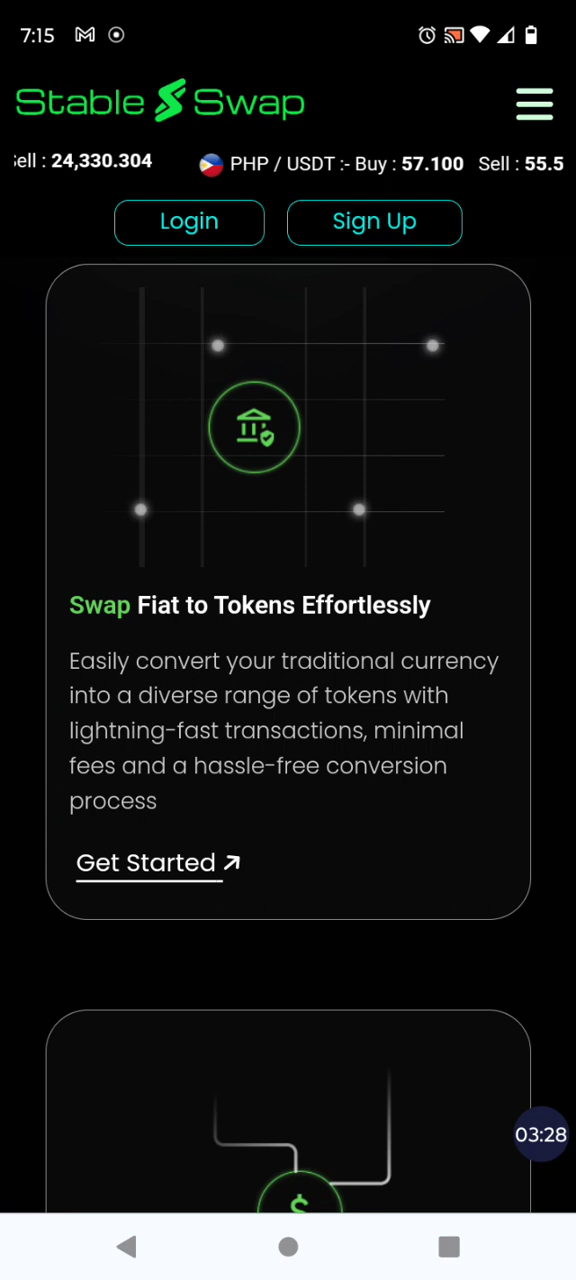 7:15
Stable Swap
Sell : 24,330.304 PHP / USDT :- Buy : 57.100 Sell : 55.5
Login Sign Up
Swap Fiat to Tokens Effortlessly
Easily convert your traditional currency
into a diverse range of tokens with
lightning-fast transactions, minimal
fees and a hassle-free conversion
process
Get Started
$
03:28